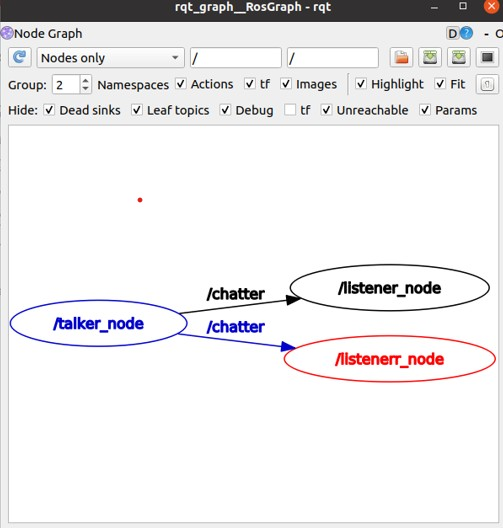 rqt_graph__RosGraph - rqt
Node Graph D - O
Nodes only / /
Group: 2 Namespaces Actions tf Images Highlight Fit
Hide: Dead sinks Leaf topics Debug tf Unreachable Params
/chatter
/listener_node
/talker_node
/chatter
/listenerr_node